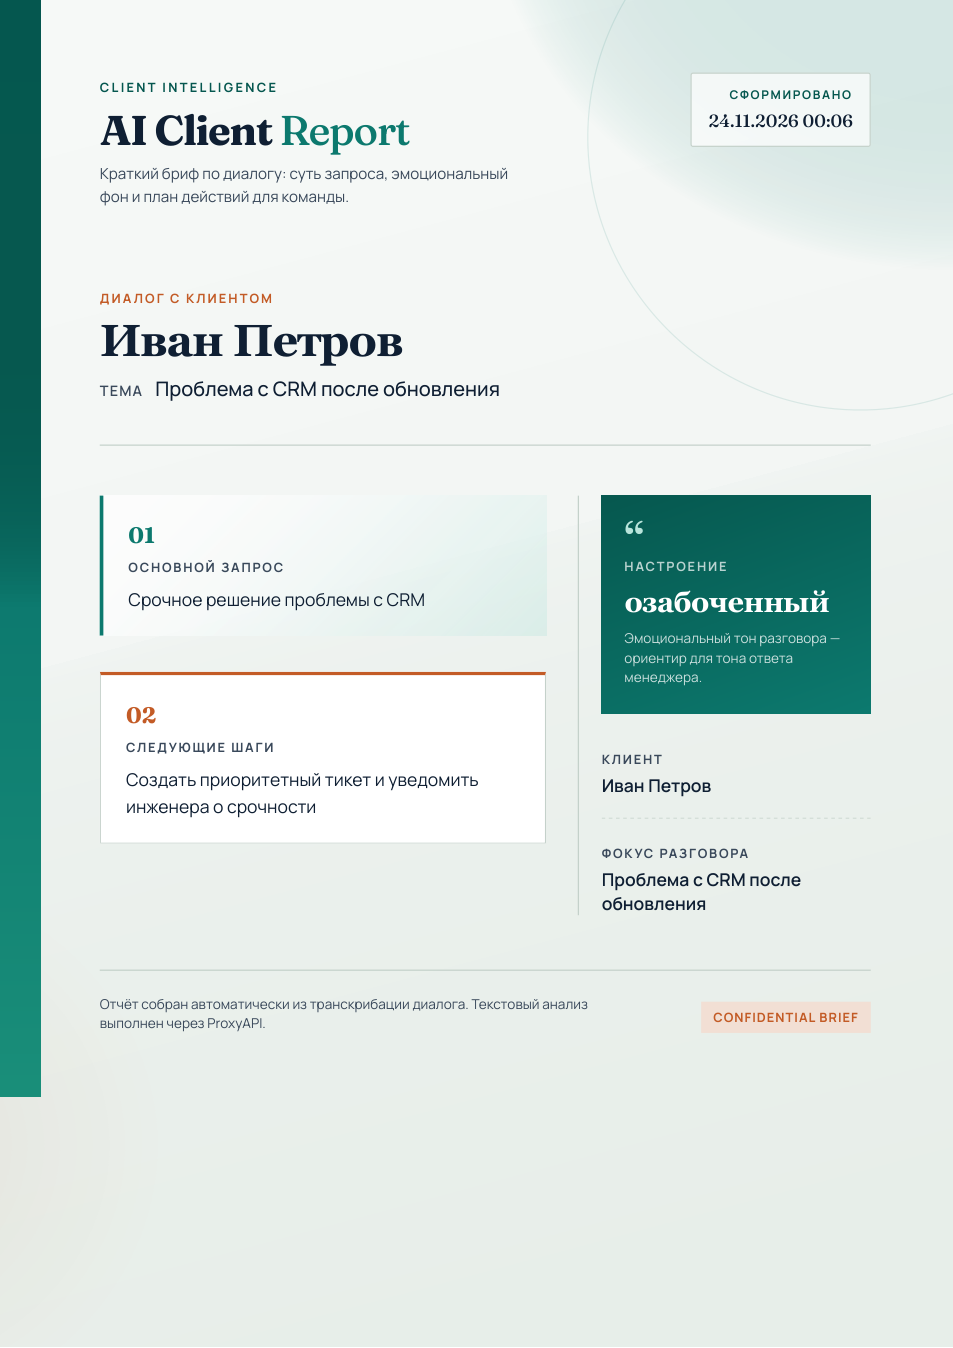 CLIENT INTELLIGENCE
AI Client Report
Краткий бриф по диалогу: суть запроса, эмоциональный
фон и план действий для команды.
СФОРМИРОВАНО
24.11.2026 00:06
ДИАЛОГ С КЛИЕНТОМ
Иван Петров
ТЕМА Проблема с CRM после обновления
01
ОСНОВНОЙ ЗАПРОС
Срочное решение проблемы с CRM
02
СЛЕДУЮЩИЕ ШАГИ
Создать приоритетный тикет и уведомить
инженера о срочности
“
НАСТРОЕНИЕ
озабоченный
Эмоциональный тон разговора —
ориентир для тона ответа
менеджера.
КЛИЕНТ
Иван Петров
ФОКУС РАЗГОВОРА
Проблема с CRM после
обновления
Отчёт собран автоматически из транскрибации диалога. Текстовый анализ
выполнен через ProxyAPI.
CONFIDENTIAL BRIEF